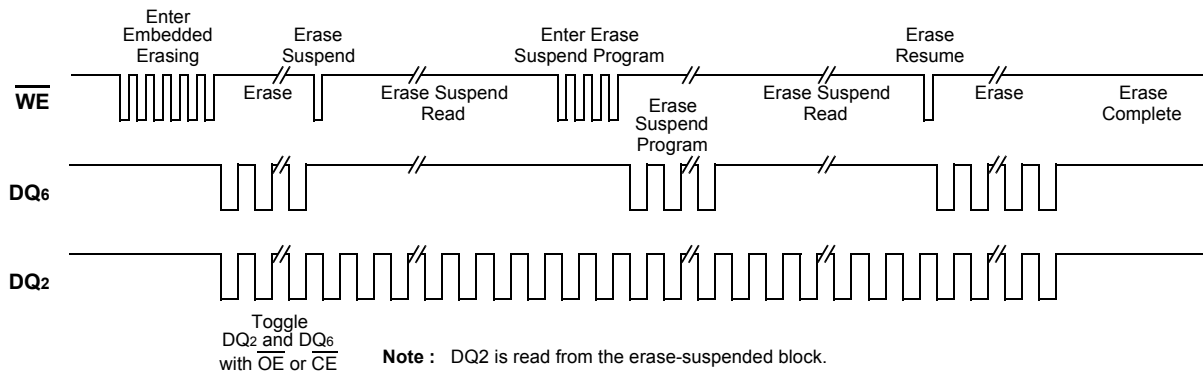 Enter
Embedded
Erasing
Erase
Suspend
Enter Erase
Suspend Program
Erase
Resume
WE
Erase
Erase Suspend
Read
Erase
Suspend
Program
Erase Suspend
Read
Erase
Erase
Complete
DQ6
DQ2
Toggle
DQ2 and DQ6
with OE or CE
Note : DQ2 is read from the erase-suspended block.